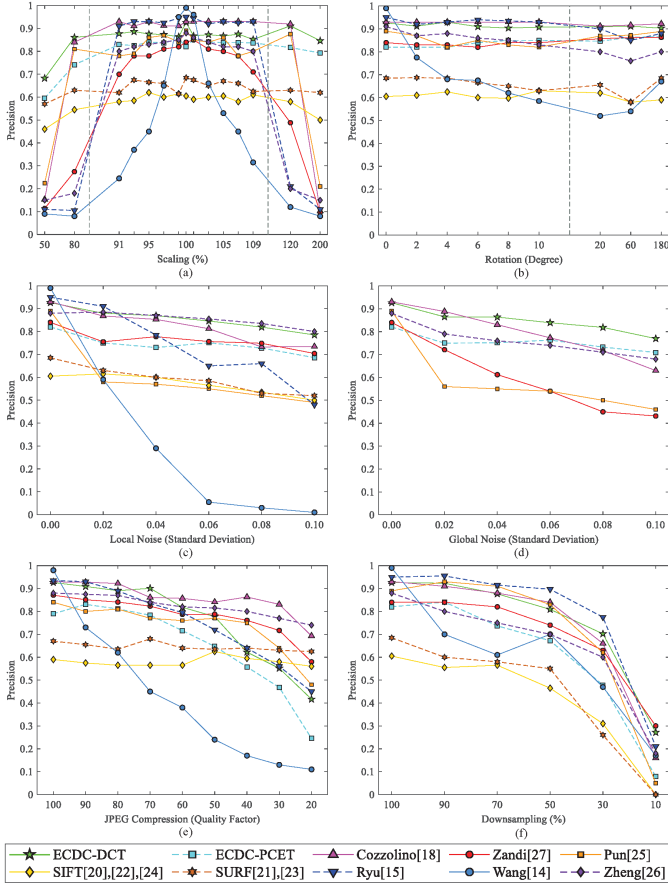 1
0.9
0.8
0.7
0.6
0.5
0.4
0.3
0.2
0.1
0
Precision
50 80 91 95 100 105 109 120 200
Scaling (%)
(a)
1
0.9
0.8
0.7
0.6
0.5
0.4
0.3
0.2
0.1
0
Precision
0 2 4 6 8 10 20 60 180
Rotation (Degree)
(b)
1
0.9
0.8
0.7
0.6
0.5
0.4
0.3
0.2
0.1
0
Precision
0.00 0.02 0.04 0.06 0.08 0.10
Local Noise (Standard Deviation)
(c)
1
0.9
0.8
0.7
0.6
0.5
0.4
0.3
0.2
0.1
0
Precision
0.00 0.02 0.04 0.06 0.08 0.10
Global Noise (Standard Deviation)
(d)
1
0.9
0.8
0.7
0.6
0.5
0.4
0.3
0.2
0.1
0
Precision
100 90 80 70 60 50 40 30 20
JPEG Compression (Quality Factor)
(e)
1
0.9
0.8
0.7
0.6
0.5
0.4
0.3
0.2
0.1
0
Precision
100 90 70 50 30 10
Downsampling (%)
(f)
ECDC-DCT ECDC-PCET Cozzolino[18] Zandi[27] Pun[25]
SIFT[20],[22],[24] SURF[21],[23] Ryu[15] Wang[14] Zheng[26]